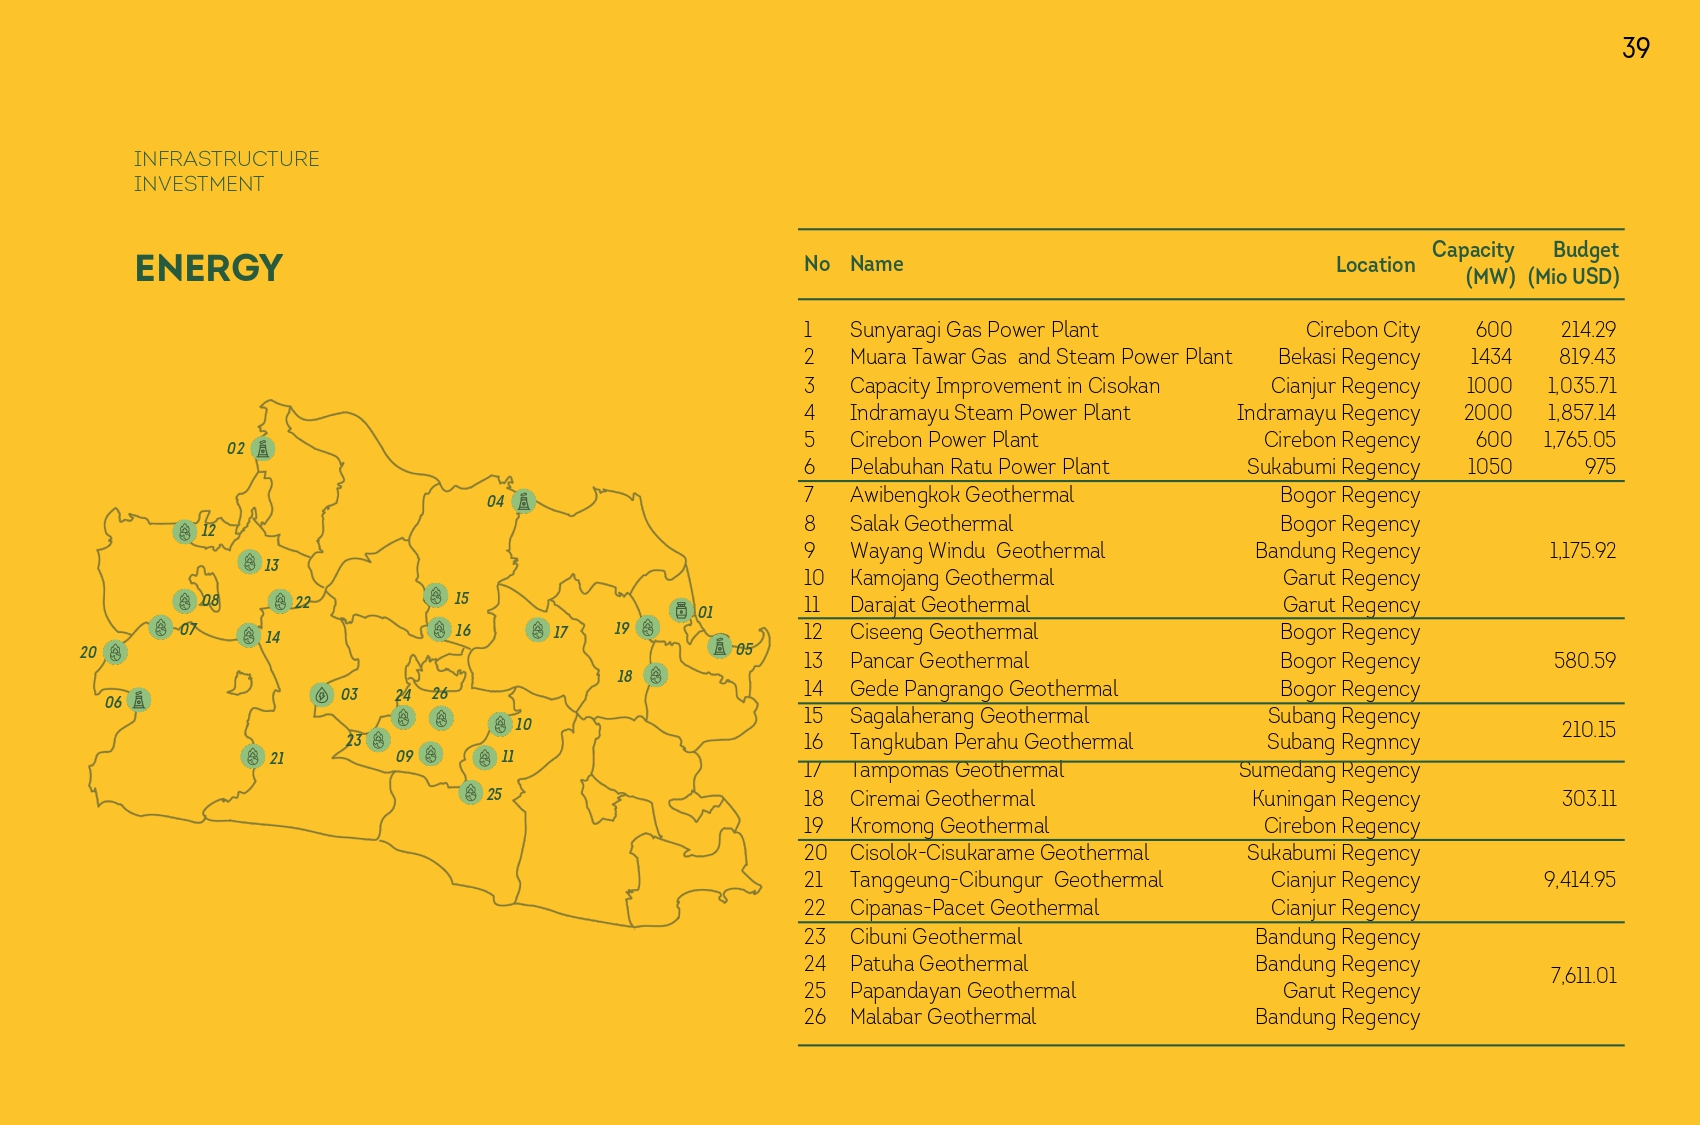 39
INFRASTRUCTURE
INVESTMENT
ENERGY
02
04
12
13
08
22
15
01
07
14
16
17
19
05
20
18
06
03
24
26
10
23
09
11
21
25
No Name Location Capacity (MW) Budget (Mio USD)
1 Sunyaragi Gas Power Plant Cirebon City 600 214.29
2 Muara Tawar Gas and Steam Power Plant Bekasi Regency 1434 819.43
3 Capacity Improvement in Cisokan Cianjur Regency 1000 1,035.71
4 Indramayu Steam Power Plant Indramayu Regency 2000 1,857.14
5 Cirebon Power Plant Cirebon Regency 600 1,765.05
6 Pelabuhan Ratu Power Plant Sukabumi Regency 1050 975
7 Awibengkok Geothermal Bogor Regency
8 Salak Geothermal Bogor Regency
9 Wayang Windu Geothermal Bandung Regency 1,175.92
10 Kamojang Geothermal Garut Regency
11 Darajat Geothermal Garut Regency
12 Ciseeng Geothermal Bogor Regency
13 Pancar Geothermal Bogor Regency 580.59
14 Gede Pangrango Geothermal Bogor Regency
15 Sagalaherang Geothermal Subang Regency
210.15
16 Tangkuban Perahu Geothermal Subang Regnncy
17 Tampomas Geothermal Sumedang Regency
18 Ciremai Geothermal Kuningan Regency 303.11
19 Kromong Geothermal Cirebon Regency
20 Cisolok-Cisukarame Geothermal Sukabumi Regency
21 Tanggeung-Cibungur Geothermal Cianjur Regency 9,414.95
22 Cipanas-Pacet Geothermal Cianjur Regency
23 Cibuni Geothermal Bandung Regency
24 Patuha Geothermal Bandung Regency
7,611.01
25 Papandayan Geothermal Garut Regency
26 Malabar Geothermal Bandung Regency